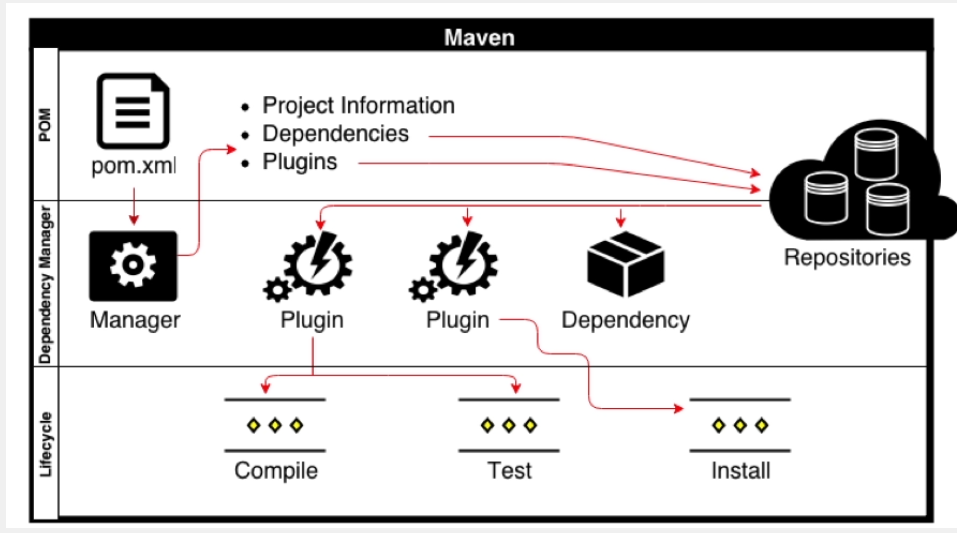 Maven
POM
pom.xml
Project Information
Dependencies
Plugins
Repositories
Dependency Manager
Manager
Plugin
Plugin
Dependency
Lifecycle
Compile
Test
Install